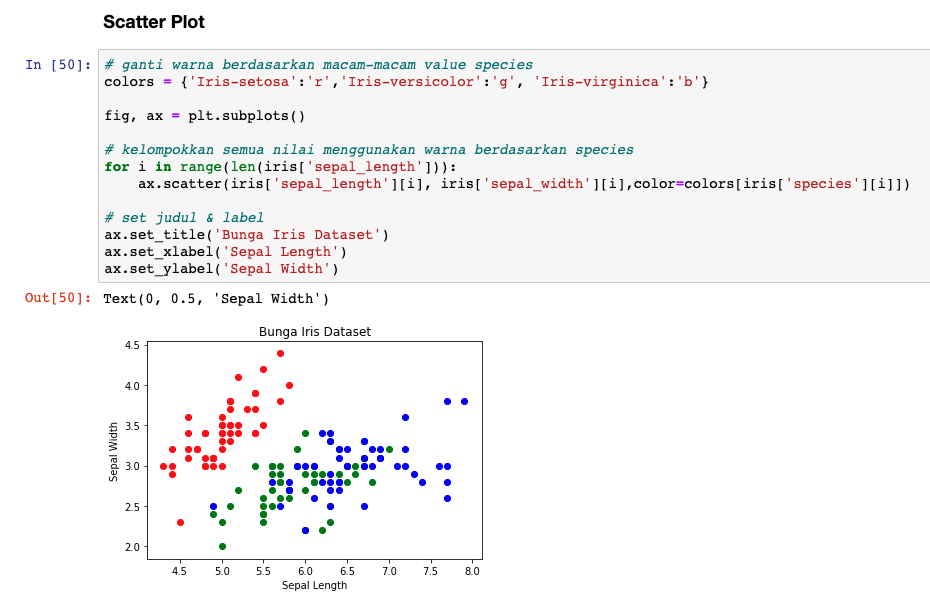 Scatter Plot
In [50]: # ganti warna berdasarkan macam-macam value species
colors = {'Iris-setosa':'r','Iris-versicolor':'g', 'Iris-virginica':'b'}
fig, ax = plt.subplots()
# kelompokkan semua nilai menggunakan warna berdasarkan species
for i in range(len(iris['sepal_length'])):
    ax.scatter(iris['sepal_length'][i], iris['sepal_width'][i],color=colors[iris['species'][i]])
# set judul & label
ax.set_title('Bunga Iris Dataset')
ax.set_xlabel('Sepal Length')
ax.set_ylabel('Sepal Width')
Out[50]: Text(0, 0.5, 'Sepal Width')
Bunga Iris Dataset
4.5
4.0
3.5
3.0
2.5
2.0
Sepal Width
4.5 5.0 5.5 6.0 6.5 7.0 7.5 8.0
Sepal Length